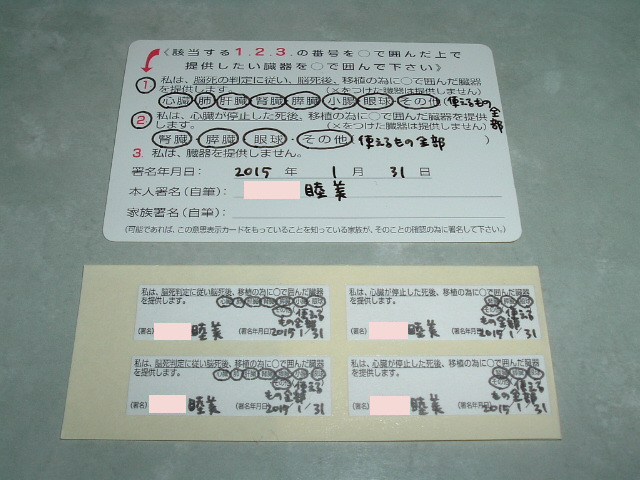 《該当する1.2.3.の番号を○で囲んだ上で
提供したい臓器を○で囲んで下さい》
1. 私は、脳死の判定に従い、脳死後、移植の為に○で囲んだ臓器
を提供します。 (×をつけた臓器は提供しません)
心臓 肺 肝臓 腎臓 膵臓 小腸 眼球 その他(使えるもの全部)
2. 私は、心臓が停止した死後、移植の為に○で囲んだ臓器を提供
します。 (×をつけた臓器は提供しません)
腎臓・膵臓・眼球・その他(使えるもの全部)
3. 私は、臓器を提供しません。
署名年月日: 2015 年 1 月 31 日
本人署名(自筆): 睦美
家族署名(自筆):
(可能であれば、この意思表示カードをもっていることを知っている家族が、そのことの確認の為に署名して下さい。)
私は、脳死判定に従い脳死後、移植の為に○で囲んだ臓器
を提供します。
その他 使える
もの全部
(署名) 睦美 (署名年月日) 2015 1/31
私は、心臓が停止した死後、移植の為に○で囲んだ臓器
を提供します。
その他 使える
もの全部
(署名) 睦美 (署名年月日) 2015 1/31
私は、脳死判定に従い脳死後、移植の為に○で囲んだ臓器
を提供します。
その他 使える
もの全部
(署名) 睦美 (署名年月日) 2015 1/31
私は、心臓が停止した死後、移植の為に○で囲んだ臓器
を提供します。
その他 使える
もの全部
(署名) 睦美 (署名年月日) 2015 1/31